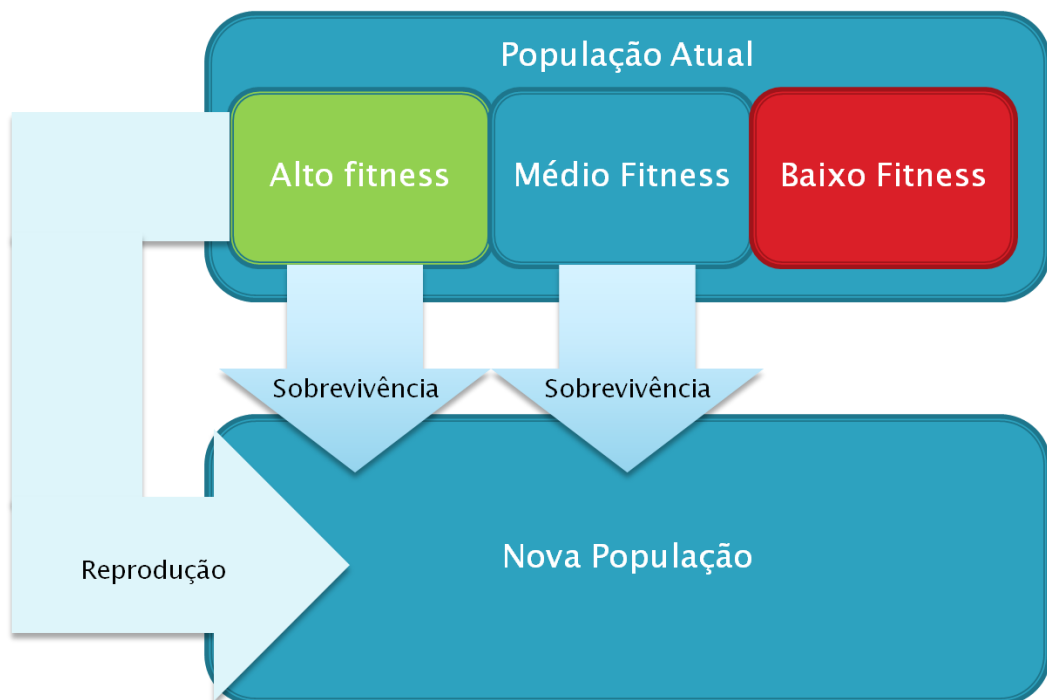 População Atual
Alto fitness
Médio Fitness
Baixo Fitness
Sobrevivência
Sobrevivência
Nova População
Reprodução